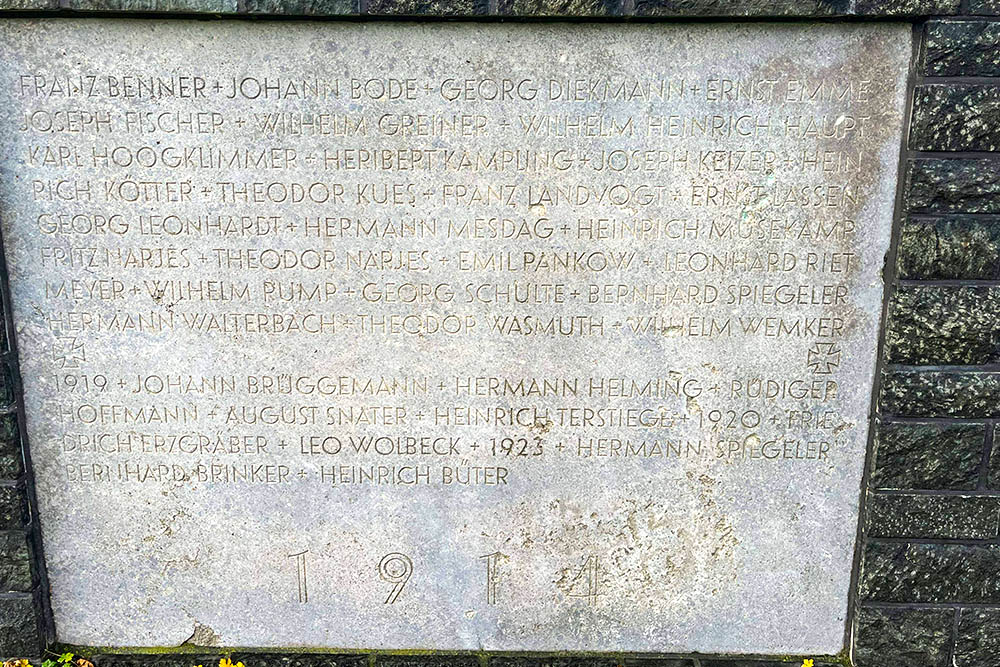 FRANZ BENNER + JOHANN BODE + GEORG DIEKMANN + ERNST EMME
JOSEPH FISCHER + WILHELM GREINER + WILHELM HEINRICH HAUPT
KARL HOOGKLIMMER + HERIBERT KAMPLING + JOSEPH KEIZER + HEIN
RICH KÖTTER + THEODOR KUES + FRANZ LANDVOGT + ERNST LASSEN
GEORG LEONHARDT + HERMANN MESDAG + HEINRICH MUSEKAMP
FRITZ NARJES + THEODOR NARJES + EMIL PANKOW + LEONHARD RIET
MEYER + WILHELM RUMP + GEORG SCHULTE + BERNHARD SPIEGELER
HERMANN WALTERBACH + THEODOR WASMUTH + WILHELM WEMKER
1919 + JOHANN BRÜGGEMANN + HERMANN HELMING + RÜDIGER
HOFFMANN + AUGUST SNATER + HEINRICH TERSTIEGE + 1920 + FRIE
DRICH ERZGRÄBER + LEO WOLBECK + 1923 + HERMANN SPIEGELER
BERNHARD BRINKER + HEINRICH BÜTER
1914